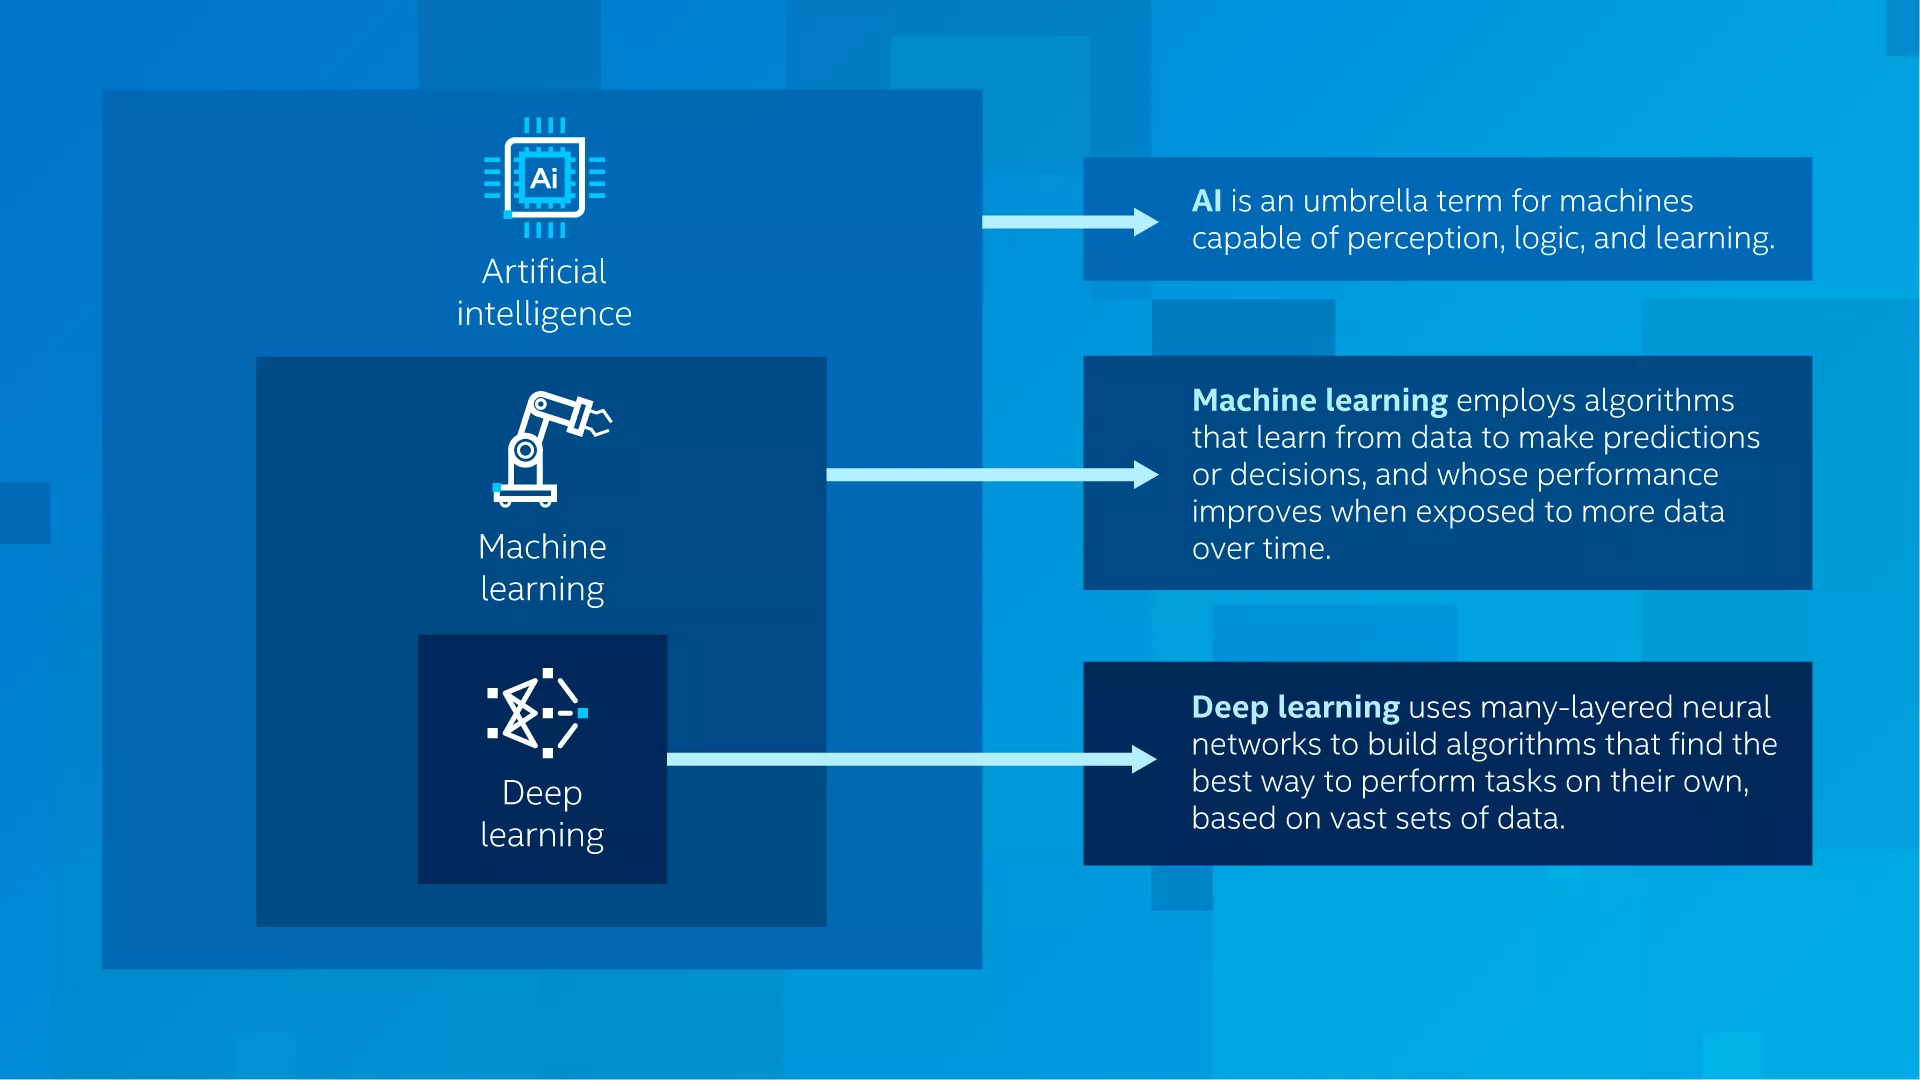 Ai
Artificial
intelligence
AI is an umbrella term for machines
capable of perception, logic, and learning.
Machine
learning
Machine learning employs algorithms
that learn from data to make predictions
or decisions, and whose performance
improves when exposed to more data
over time.
Deep
learning
Deep learning uses many-layered neural
networks to build algorithms that find the
best way to perform tasks on their own,
based on vast sets of data.